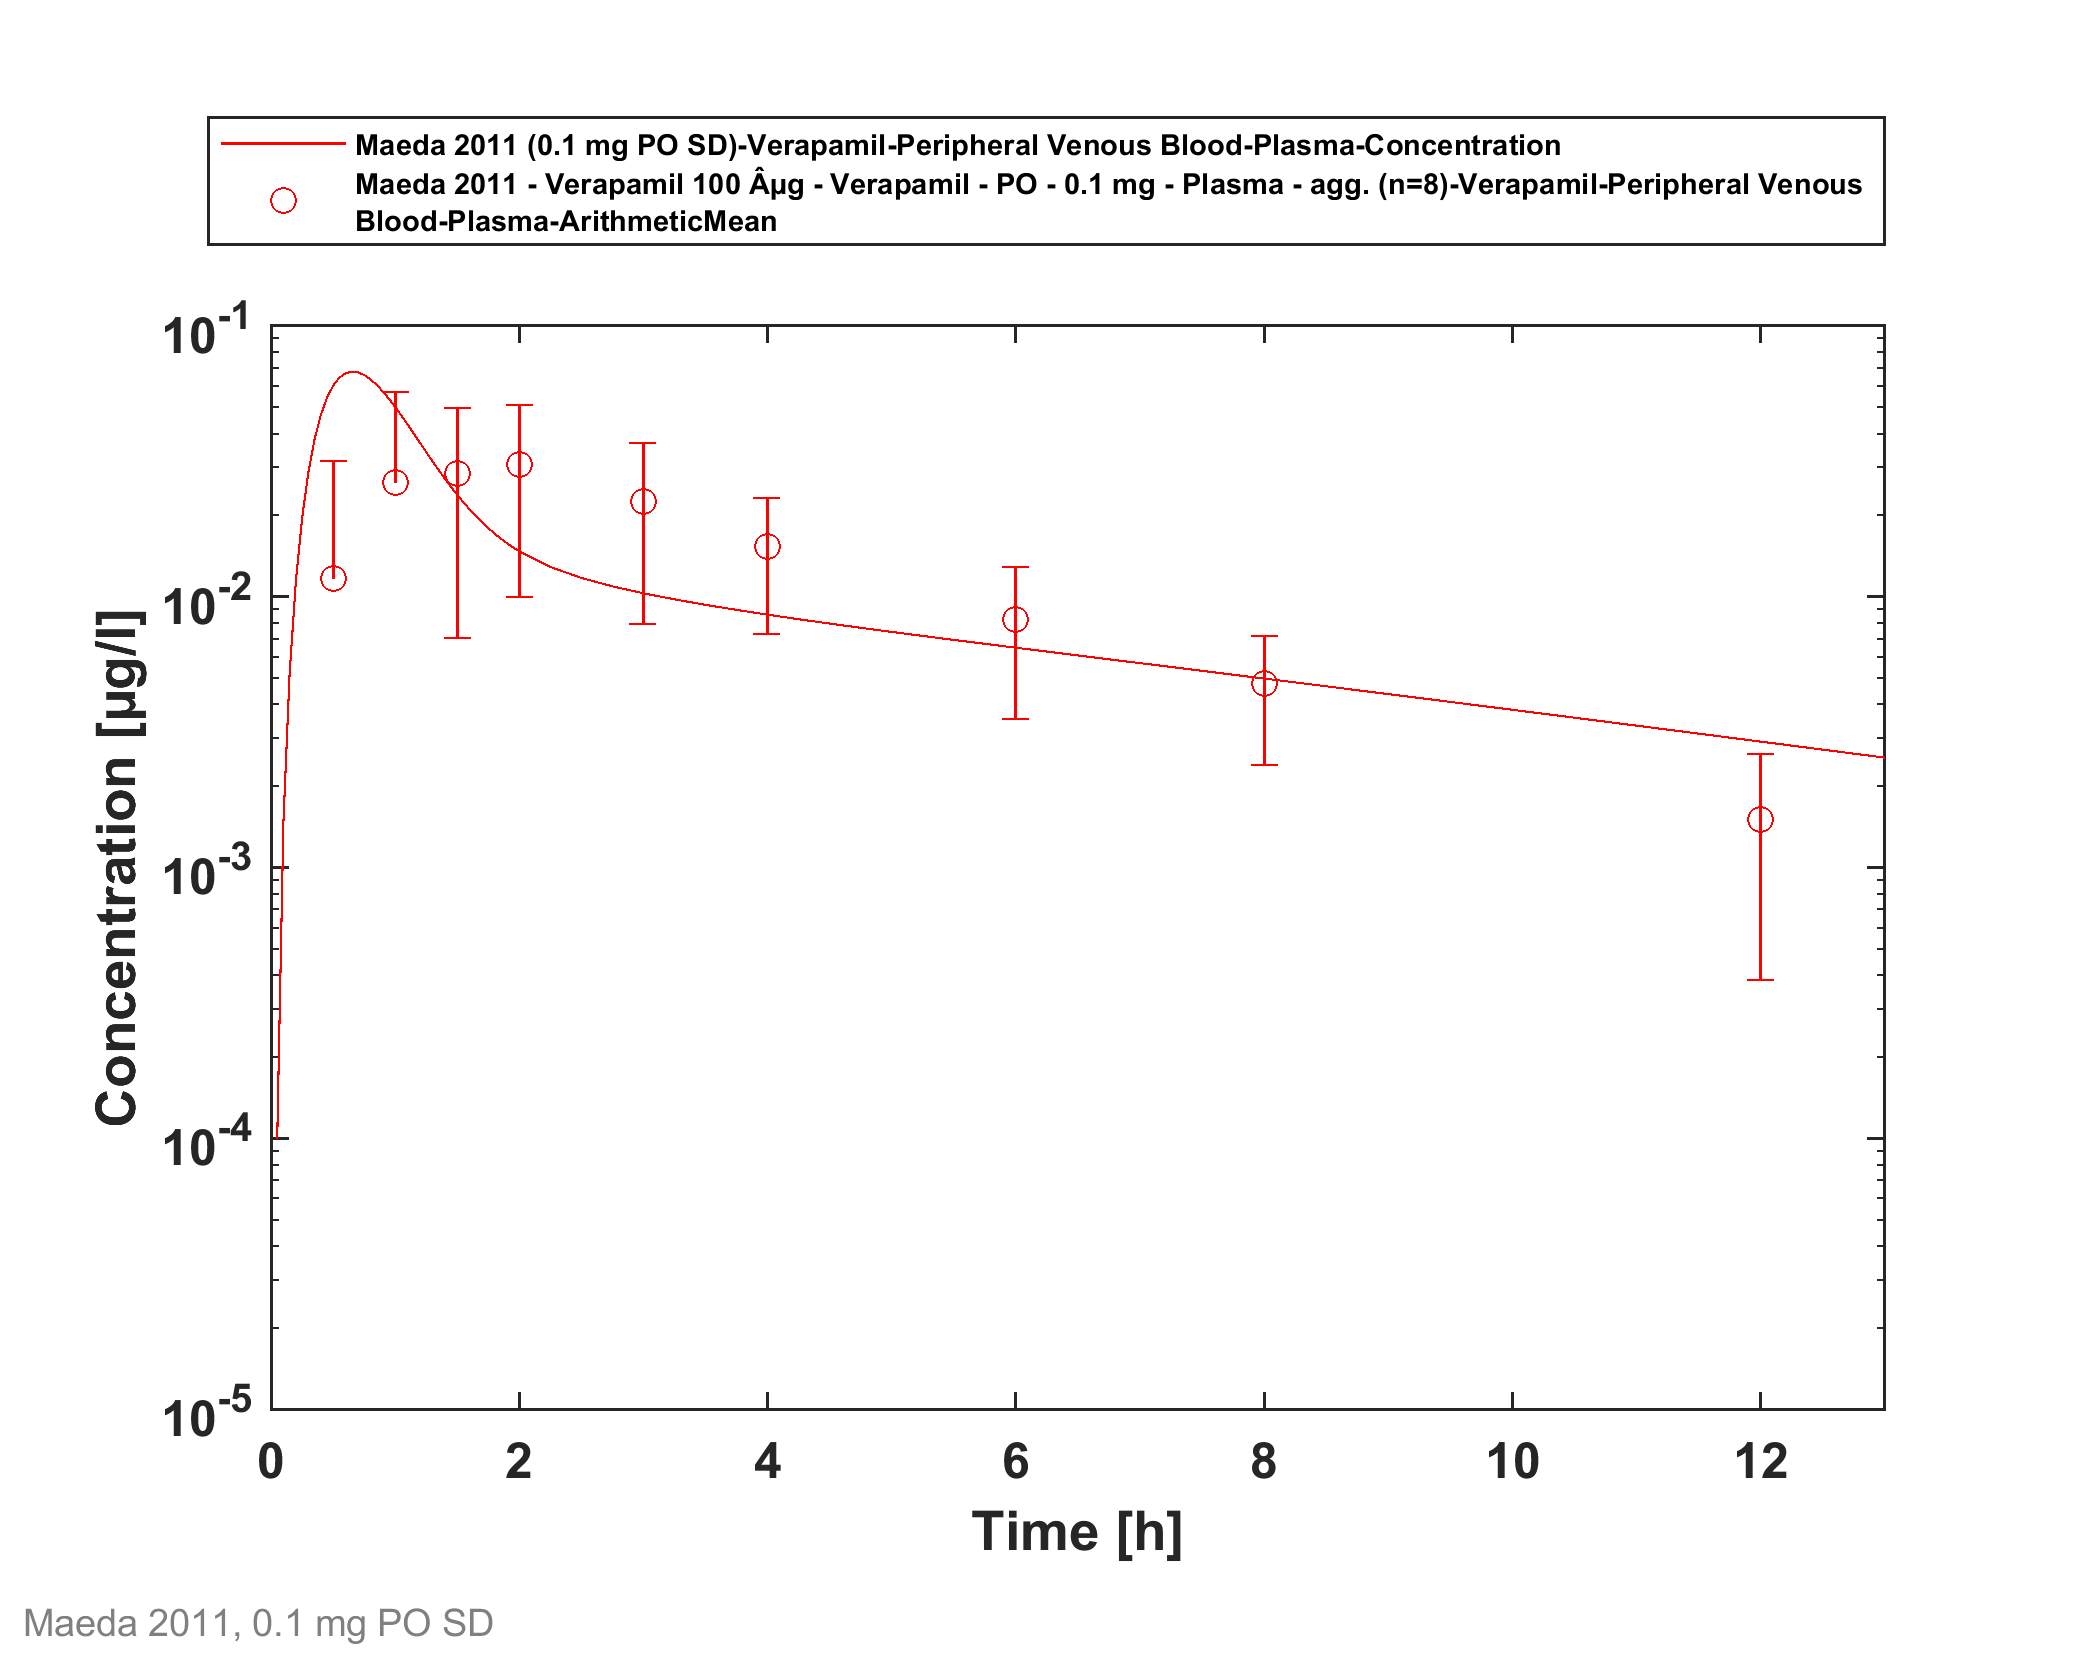 Maeda 2011 (0.1 mg PO SD)-Verapamil-Peripheral Venous Blood-Plasma-Concentration
Maeda 2011 - Verapamil 100 Âµg - Verapamil - PO - 0.1 mg - Plasma - agg. (n=8)-Verapamil-Peripheral Venous
Blood-Plasma-ArithmeticMean
10^-1
10^-2
10^-3
10^-4
10^-5
Concentration [µg/l]
0 2 4 6 8 10 12
Time [h]
Maeda 2011, 0.1 mg PO SD